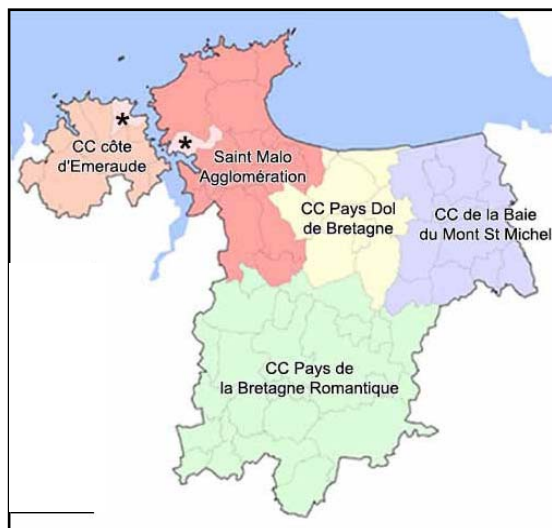 *
CC côte
d'Emeraude
*
Saint Malo
Agglomération
CC Pays Dol
de Bretagne
CC de la Baie
du Mont St Michel
CC Pays de
la Bretagne Romantique